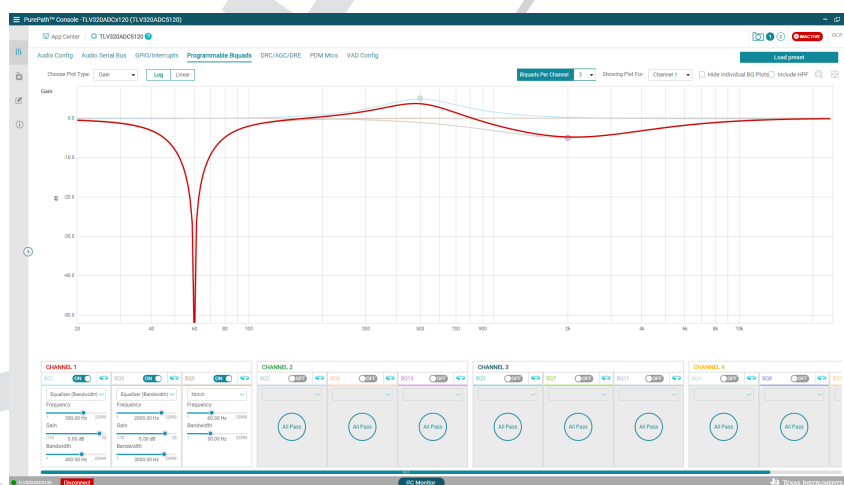 PurePath™ Console -TLV320ADCx120 (TLV320ADC5120)
App Center / TLV320ADC5120 ?
1 2 INACTIVE
Audio Config Audio Serial Bus GPIO/Interrupts Programmable Biquads DRC/AGC/DRE PDM Mics VAD Config
Load preset
Choose Plot Type: Gain Log Linear Biquads Per Channel 3 Showing Plot For: Channel 1 Hide Individual BQ Plots Include HPF
Gain
0.0
-10.0
dB -20.0
-30.0
-40.0
-50.0
20 40 60 80 100 300 500 700 900 2k 4k 6k 8k 10k
CHANNEL 1 CHANNEL 2 CHANNEL 3 CHANNEL 4
BQ1 ON BQ5 ON BQ9 ON BQ2 OFF BQ6 OFF BQ10 OFF BQ3 OFF BQ7 OFF BQ11 OFF BQ4 OFF BQ8 OFF
Equalizer (Bandwidth) Equalizer (Bandwidth) Notch
Frequency Frequency Frequency
500.00 Hz 2000.00 Hz 60.00 Hz
Gain Gain Bandwidth
5.00 dB 50.00 Hz
Bandwidth Bandwidth
400.00 Hz 3000.00 Hz
All Pass All Pass All Pass All Pass All Pass All Pass All Pass All Pass
Disconnect I2C Monitor TEXAS INSTRUMENTS